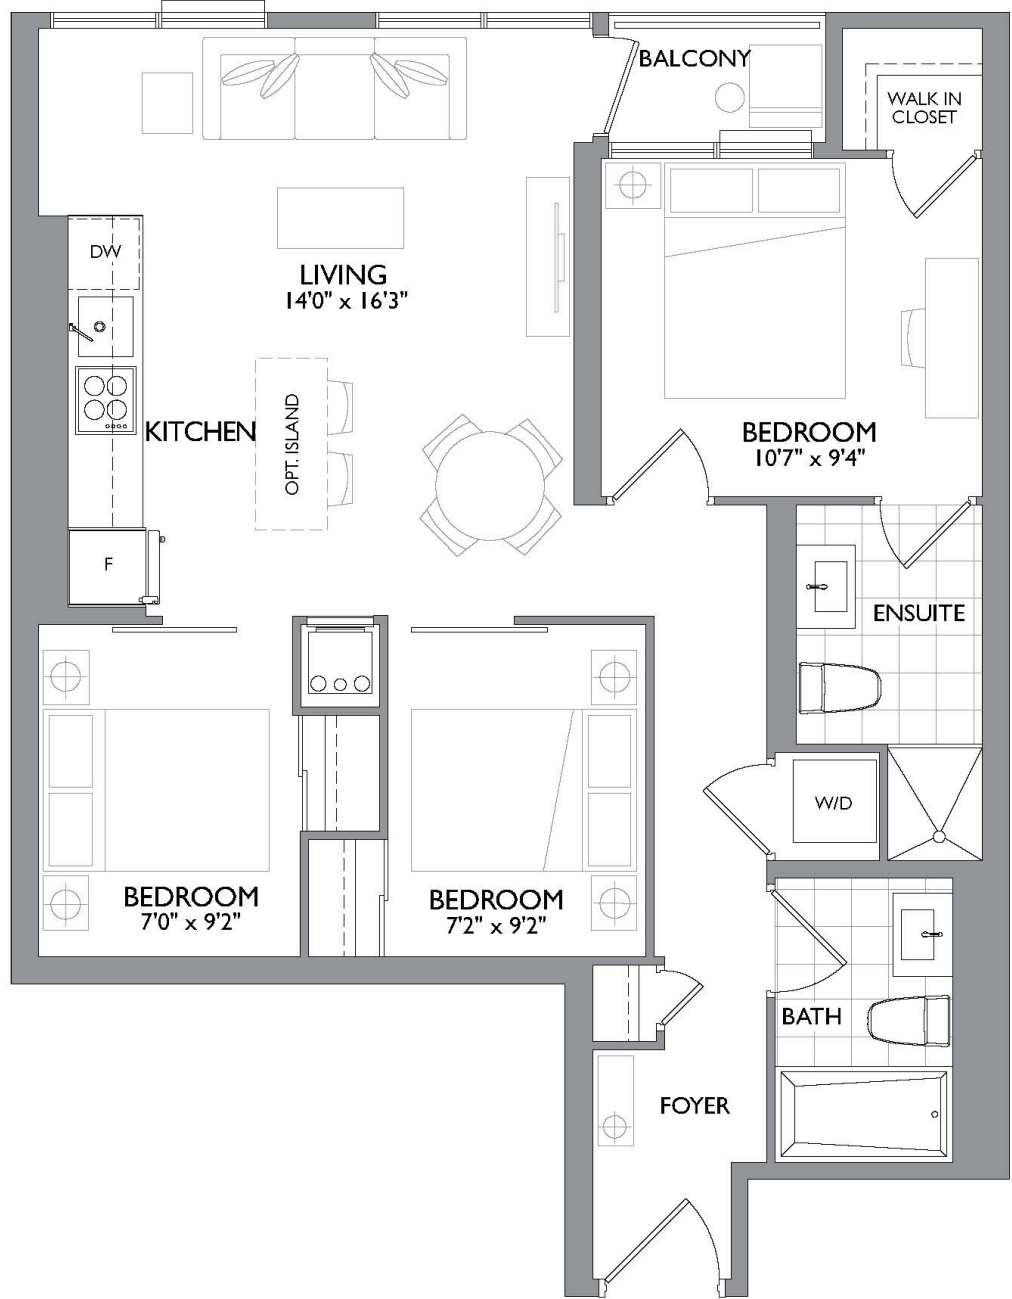 BALCONY
WALK IN
CLOSET
DW
LIVING
14'0" x 16'3"
KITCHEN
OPT. ISLAND
BEDROOM
10'7" x 9'4"
F
ENSUITE
W/D
BEDROOM
7'0" x 9'2"
BEDROOM
7'2" x 9'2"
BATH
FOYER